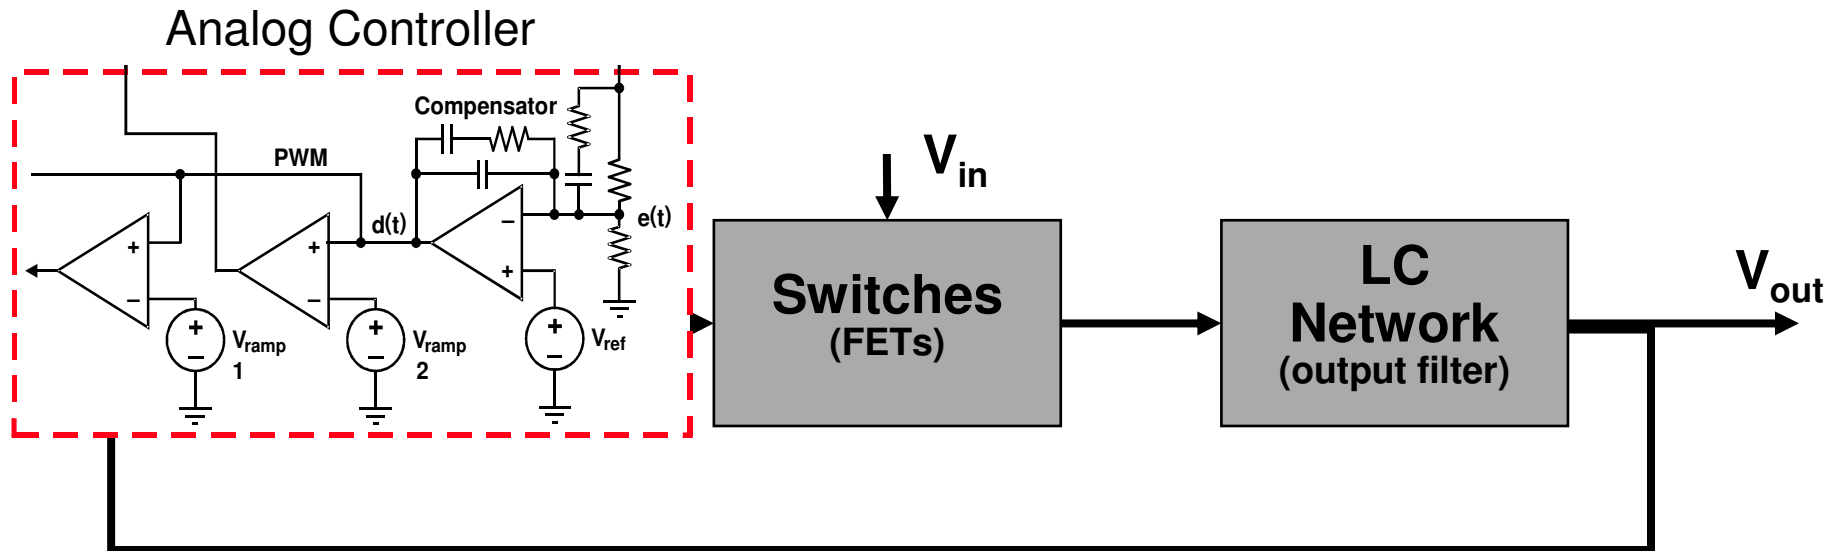 Analog Controller
Compensator
PWM
d(t)
e(t)
+
−
+
−
−
+
+
−
Vramp
1
+
−
Vramp
2
+
−
Vref
Vin
Switches
(FETs)
LC
Network
(output filter)
Vout